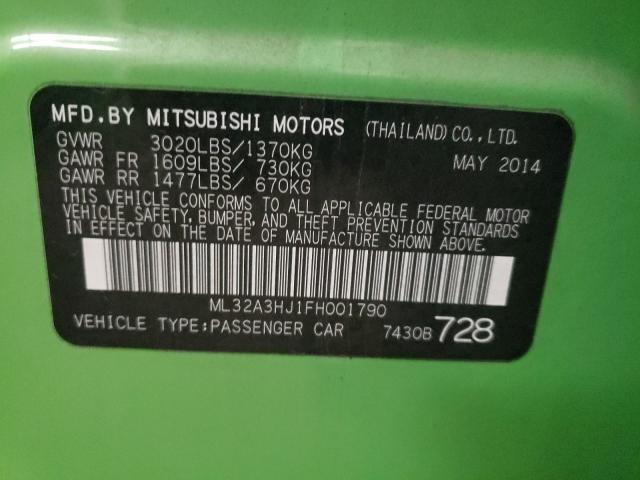 MFD.BY MITSUBISHI MOTORS (THAILAND) CO., LTD.
GVWR 3020LBS/1370KG MAY 2014
GAWR FR 1609LBS/ 730KG
GAWR RR 1477LBS/ 670KG
THIS VEHICLE CONFORMS TO ALL APPLICABLE FEDERAL MOTOR
VEHICLE SAFETY, BUMPER, AND THEFT PREVENTION STANDARDS
IN EFFECT ON THE DATE OF MANUFACTURE SHOWN ABOVE.
ML32A3HJ1FH001790
VEHICLE TYPE:PASSENGER CAR 7430B 728